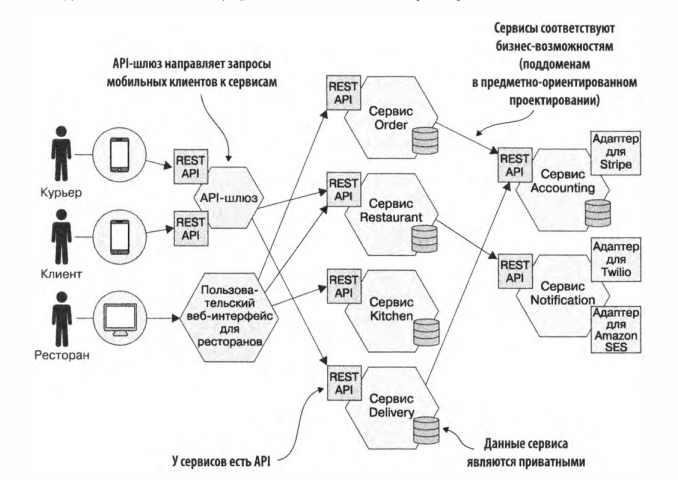 Сервисы соответствуют
бизнес-возможностям
(поддоменам
в предметно-ориентированном
проектировании)
API-шлюз направляет запросы
мобильных клиентов к сервисам
Курьер
Клиент
Ресторан
REST
API
REST
API
API-шлюз
Пользова-
тельский
веб-интерфейс
для
ресторанов
REST
API
Сервис
Order
REST
API
Сервис
Restaurant
REST
API
Сервис
Kitchen
REST
API
Сервис
Delivery
REST
API
Сервис
Accounting
Адаптер
для
Stripe
REST
API
Сервис
Notification
Адаптер
для
Twilio
Адаптер
для
Amazon
SES
У сервисов есть API
Данные сервиса
являются приватными